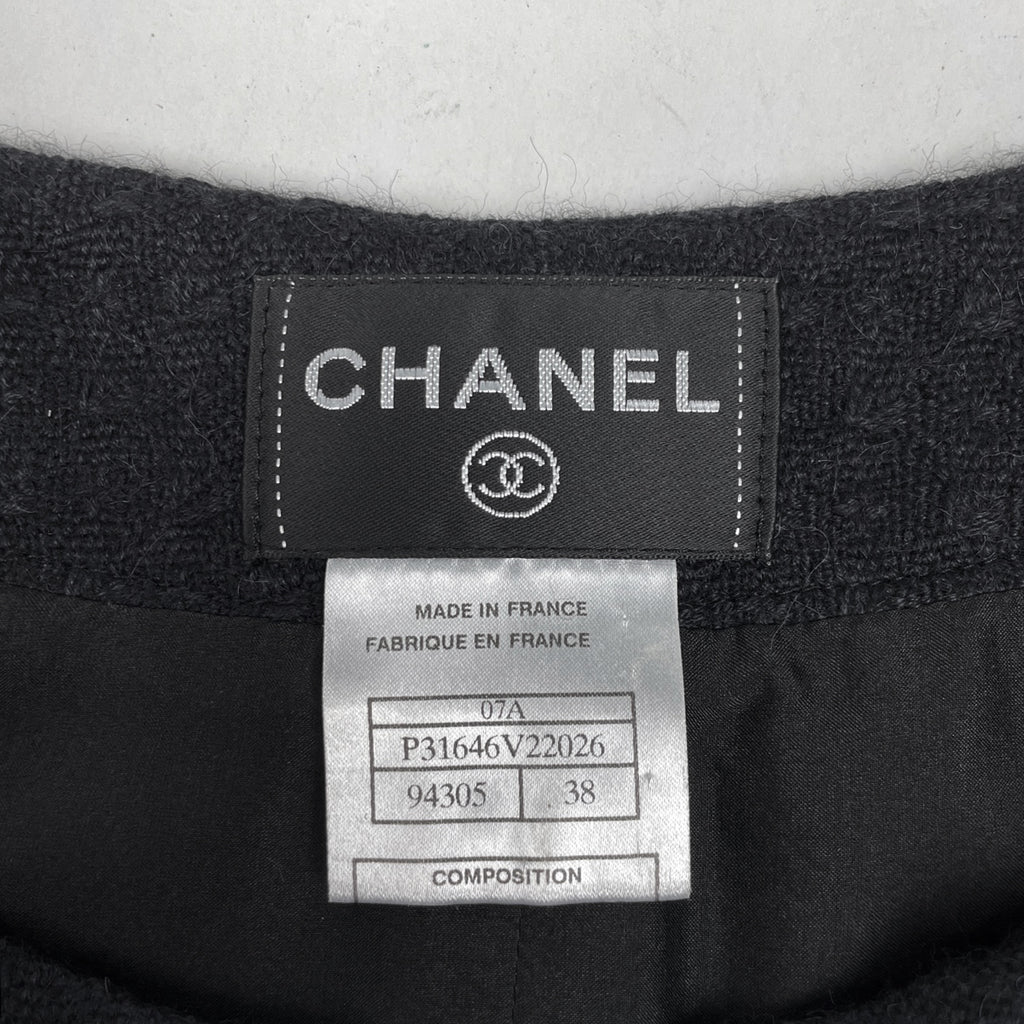 CHANEL
MADE IN FRANCE
FABRIQUE EN FRANCE
07A
P31646V22026
94305 38
COMPOSITION